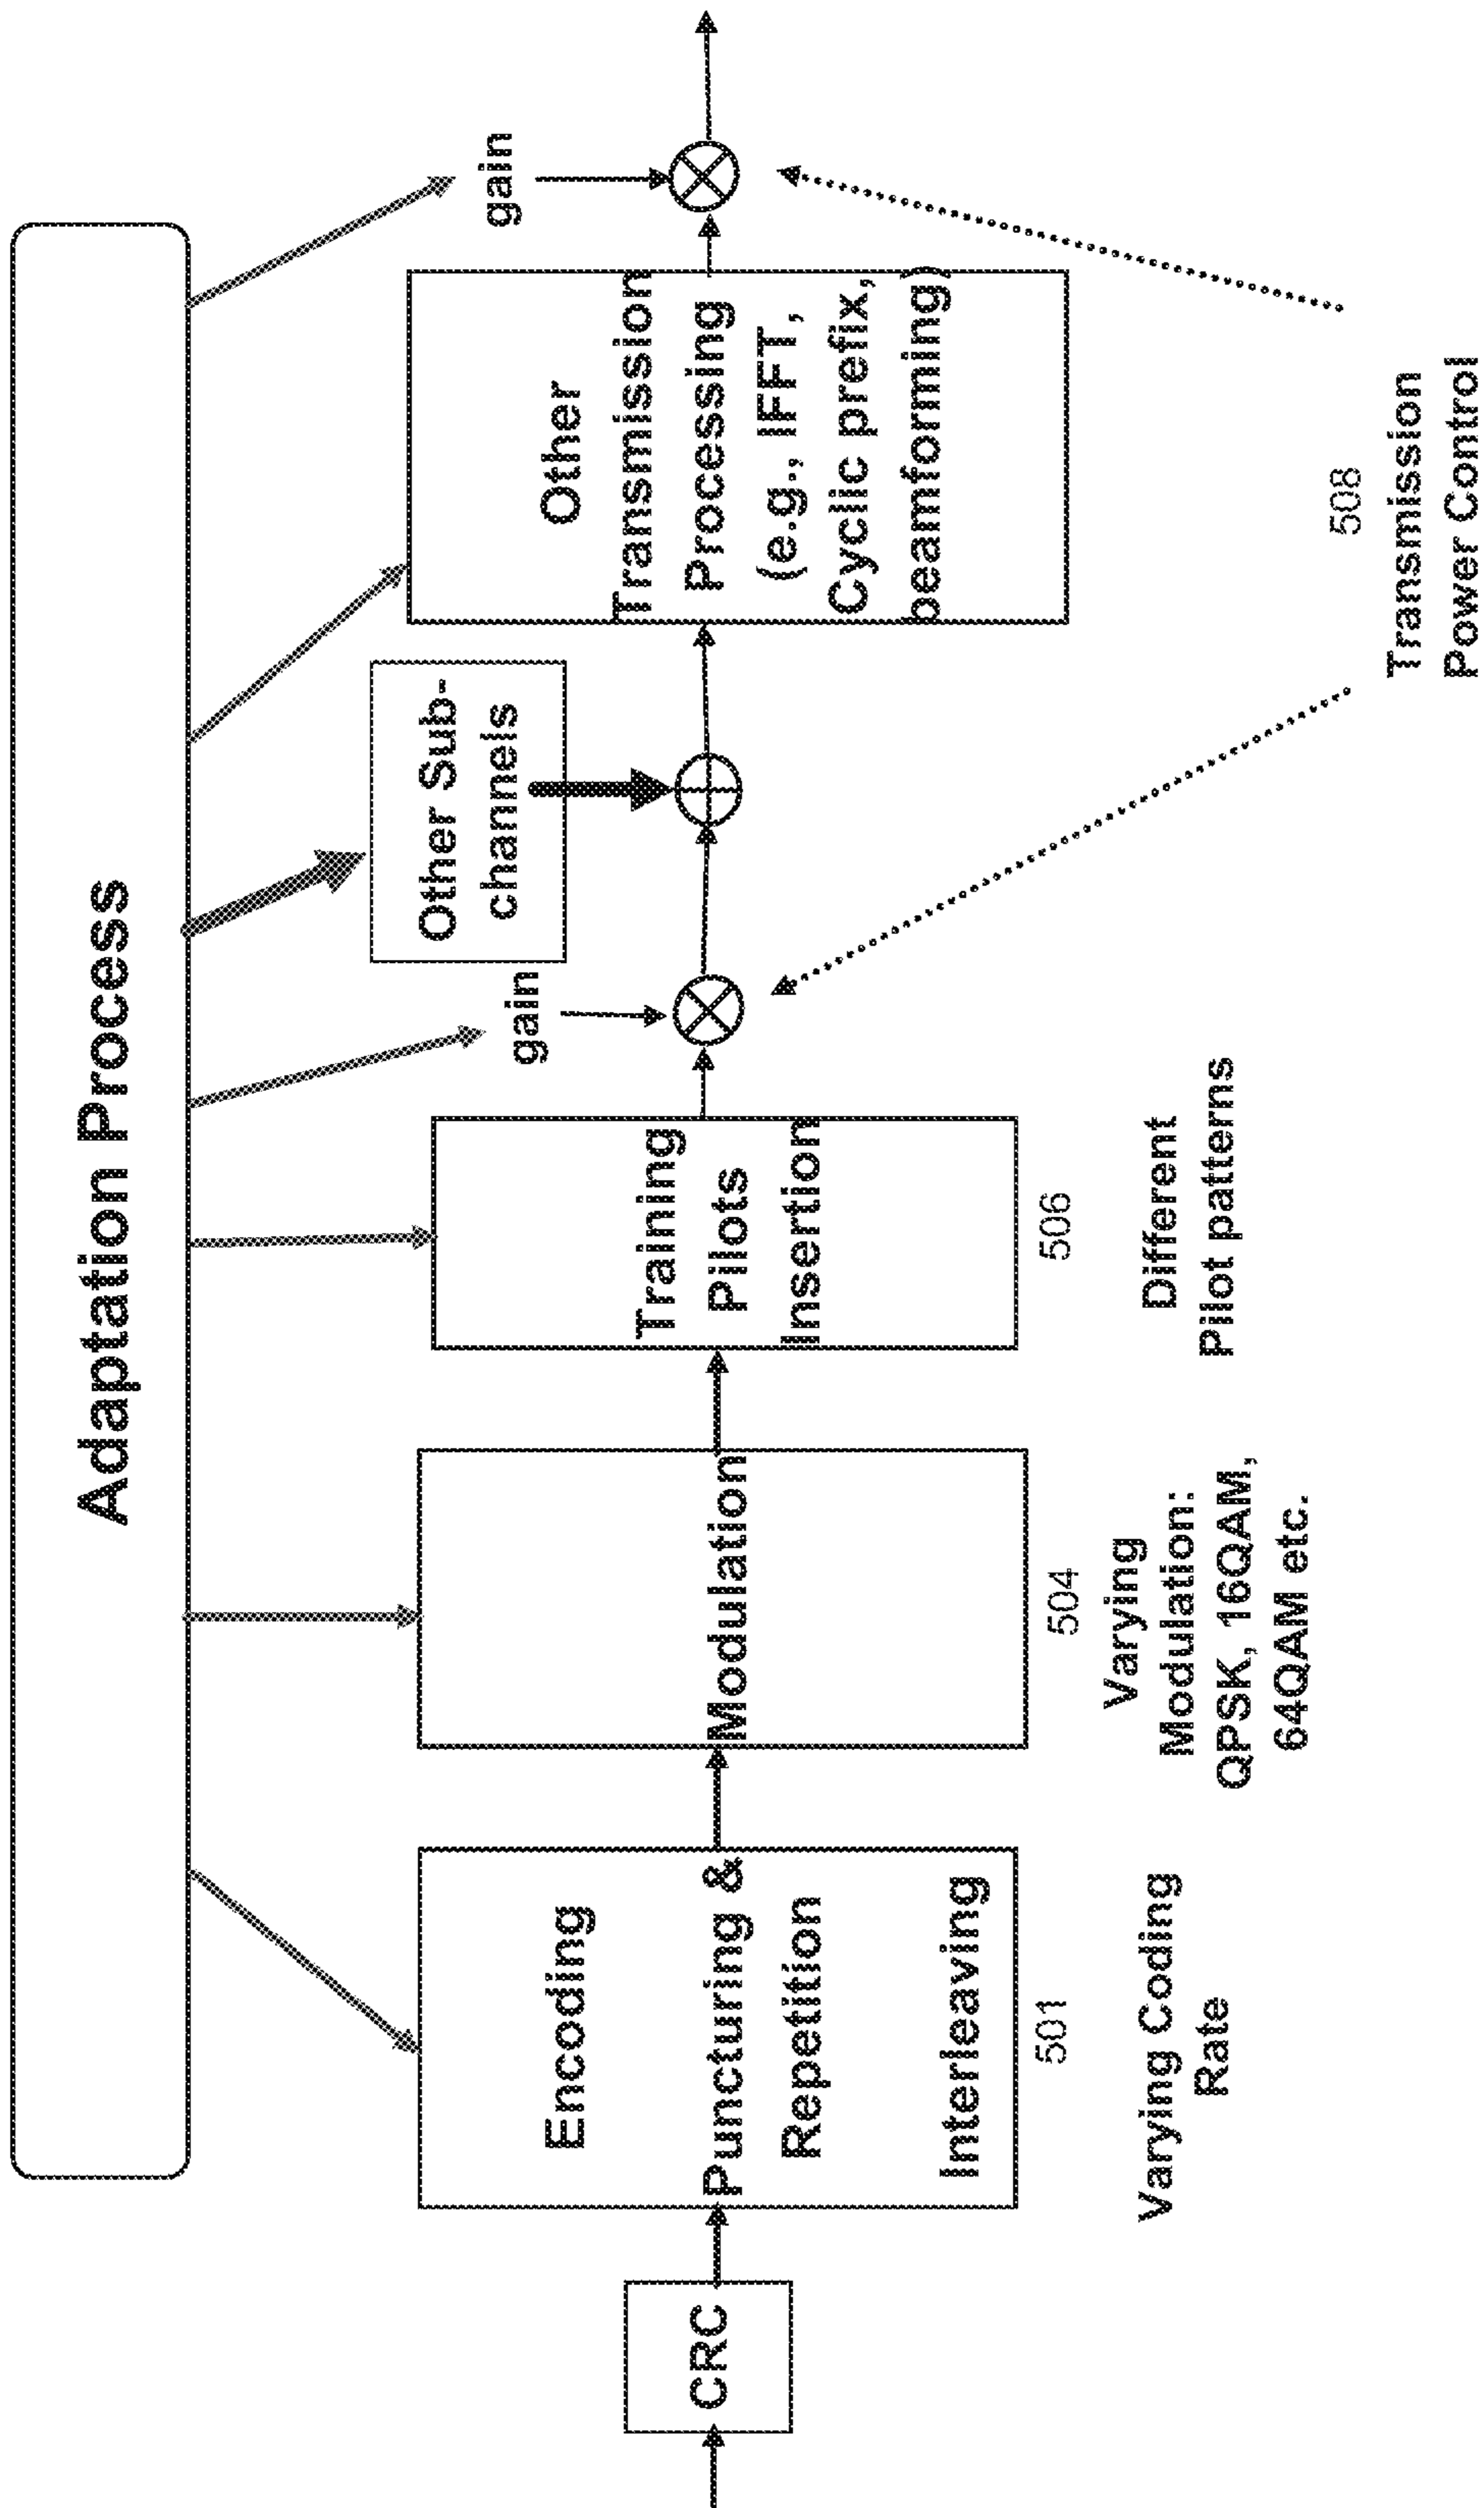 Adaptation Process
CRC
Encoding
Puncturing &
Repetition
Interleaving
501
Varying Coding
Rate
Modulation
504
Varying
Modulation:
QPSK, 16QAM,
64QAM etc.
Training
Pilots
Insertion
506
Different
Pilot patterns
gain
Other Sub-
channels
Other
Transmission
Processing
(e.g., IFFT,
Cyclic prefix,
beamforming)
gain
508
Transmission
Power Control